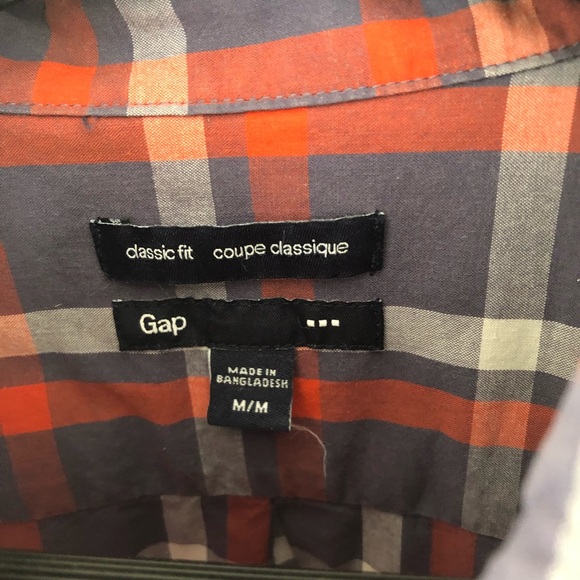 classic fit coupe classique
Gap
MADE IN
BANGLADESH
M/M